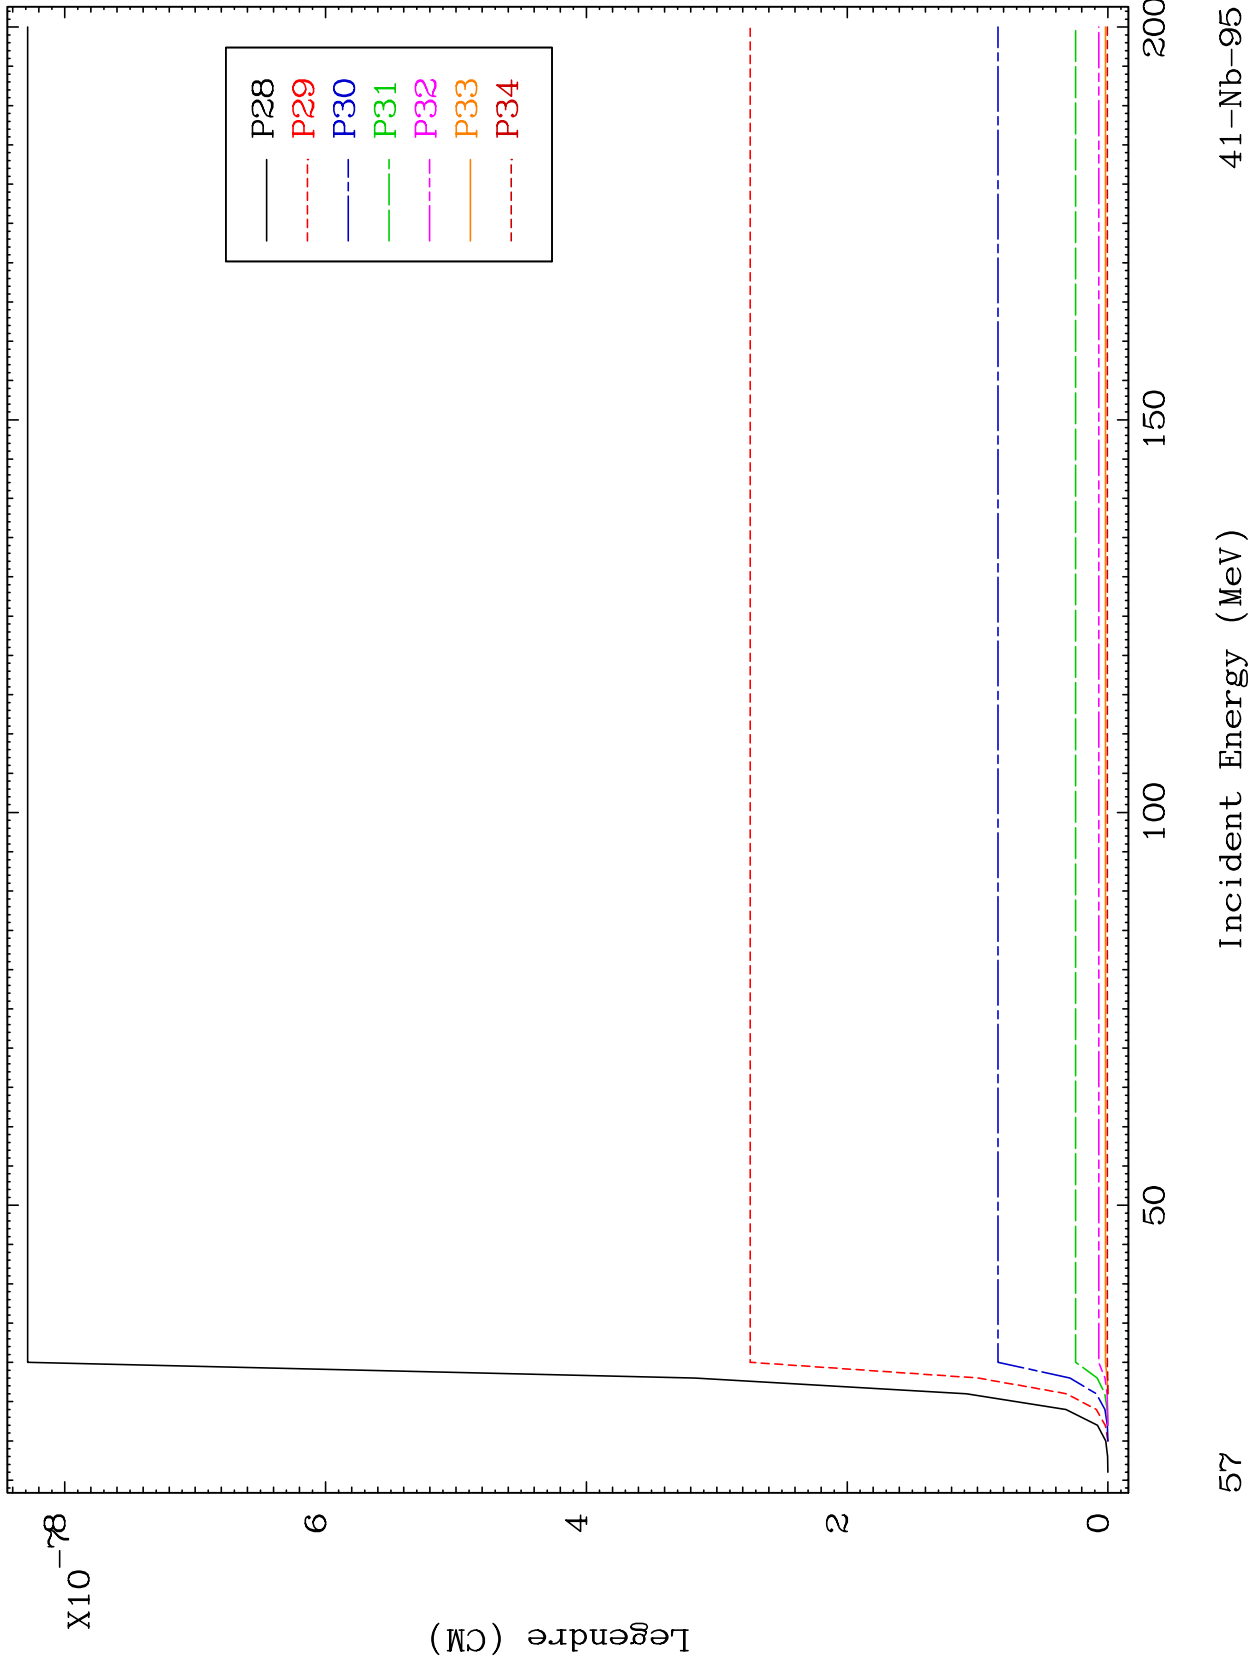 X10⁻⁷
8
6
4
2
0
Legendre (CM)
P28
P29
P30
P31
P32
P33
P34
50
100
150
200
57
Incident Energy (MeV)
41-Nb-95